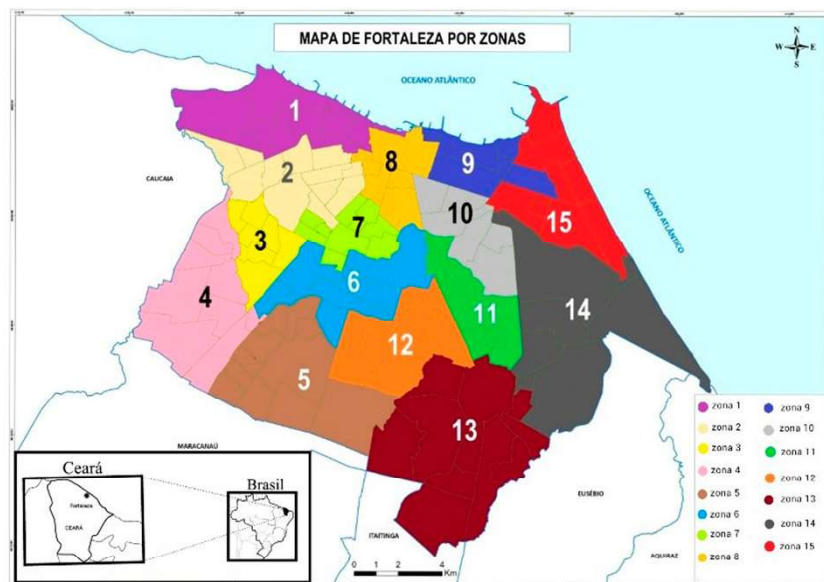 MAPA DE FORTALEZA POR ZONAS
N
W E
S
OCEANO ATLÂNTICO
1
8
9
2
CAUCAIA
OCEANO ATLÂNTICO
10
7
15
3
6
4
14
11
12
5
13
MARACANAÚ
EUSÉBIO
ITAITINGA
AQUIRAZ
zona 1
zona 2
zona 3
zona 4
zona 5
zona 6
zona 7
zona 8
zona 9
zona 10
zona 11
zona 12
zona 13
zona 14
zona 15
Ceará
Fortaleza
CEARÁ
Brasil
0 1 2 4
Km